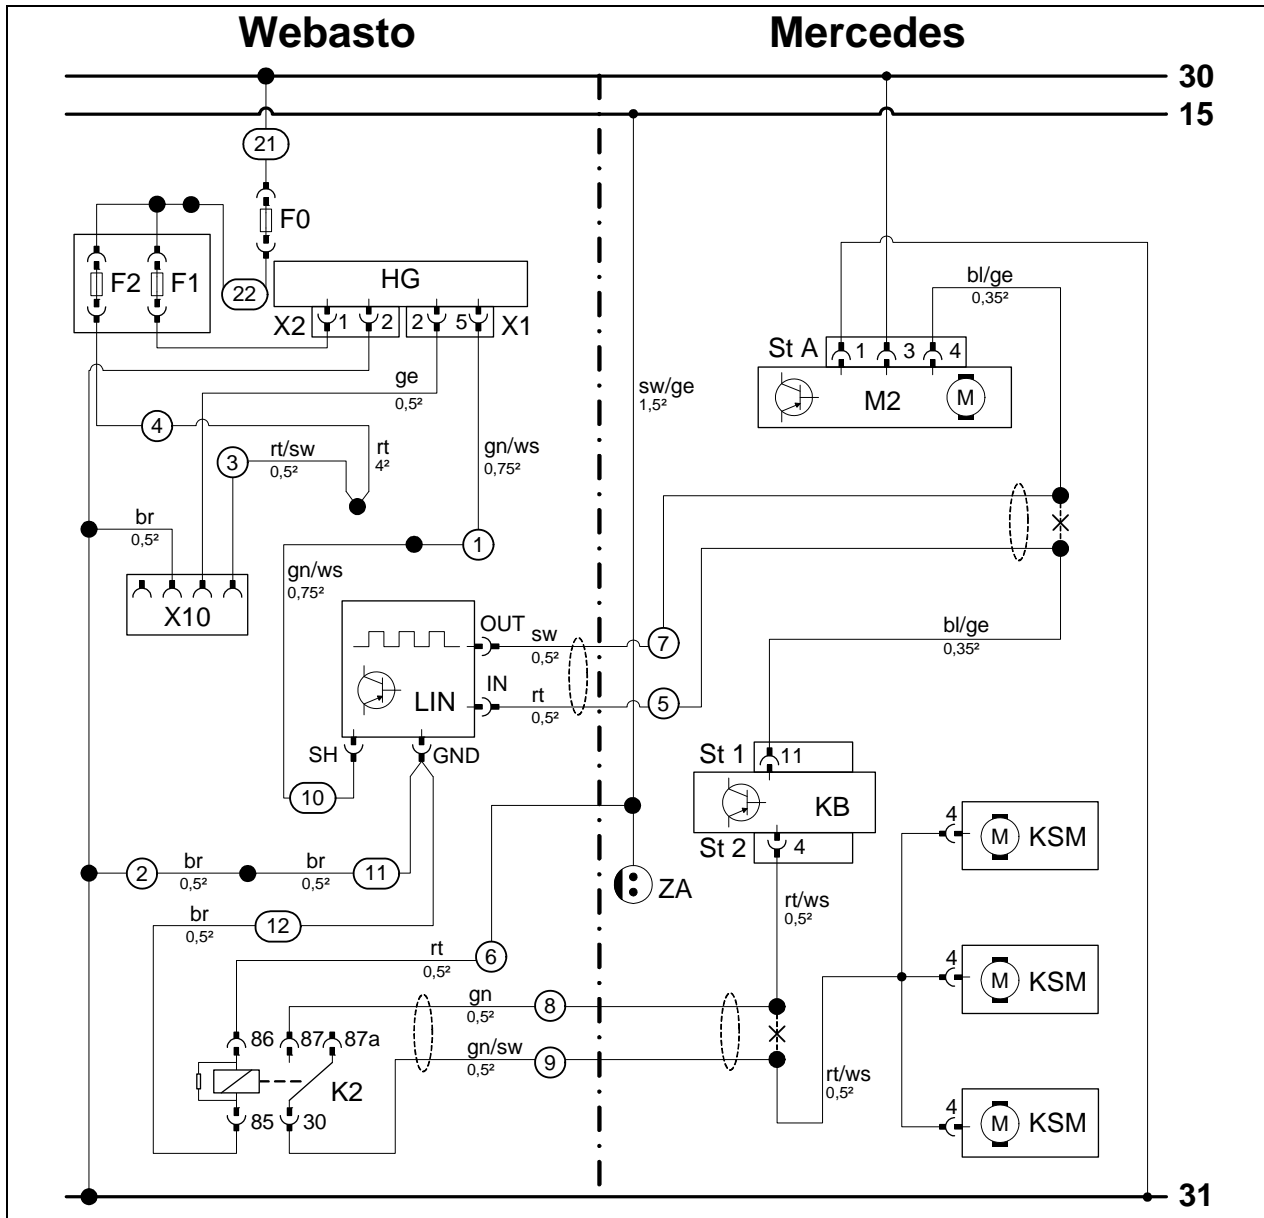 Webasto
Mercedes
30
15
21
F0
F2
F1
22
HG
X2
1
2
2
5
X1
bl/ge
0,35²
St A
1
3
4
M2
M
ge
0,5²
sw/ge
1,5²
4
rt/sw
0,5²
3
rt
4²
gn/ws
0,75²
br
0,5²
1
gn/ws
0,75²
X10
OUT
sw
0,5²
7
bl/ge
0,35²
IN
LIN
rt
0,5²
5
SH
GND
St 1
11
10
KB
4
M
KSM
St 2
4
2
br
0,5²
br
0,5²
11
ZA
br
0,5²
12
rt/ws
0,5²
rt
0,5²
6
4
M
KSM
gn
0,5²
8
86
87
87a
gn/sw
0,5²
9
rt/ws
0,5²
K2
85
30
4
M
KSM
31